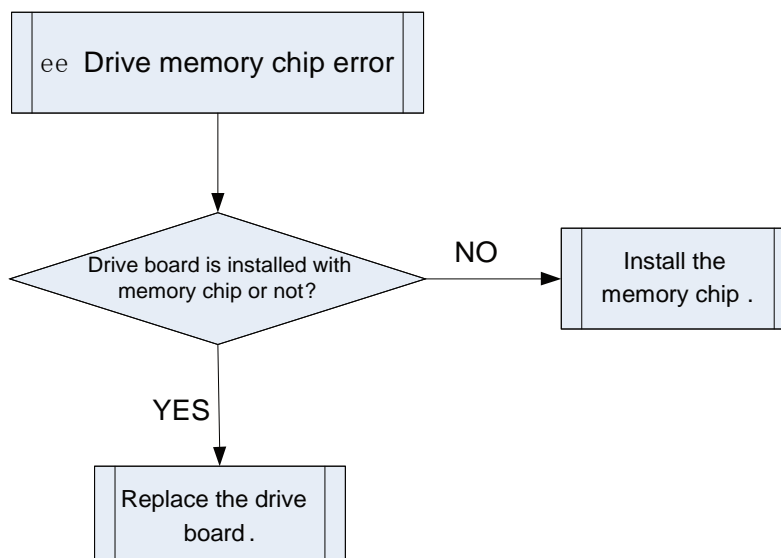 ee Drive memory chip error
Drive board is installed with
memory chip or not?
NO
Install the
memory chip .
YES
Replace the drive
board .